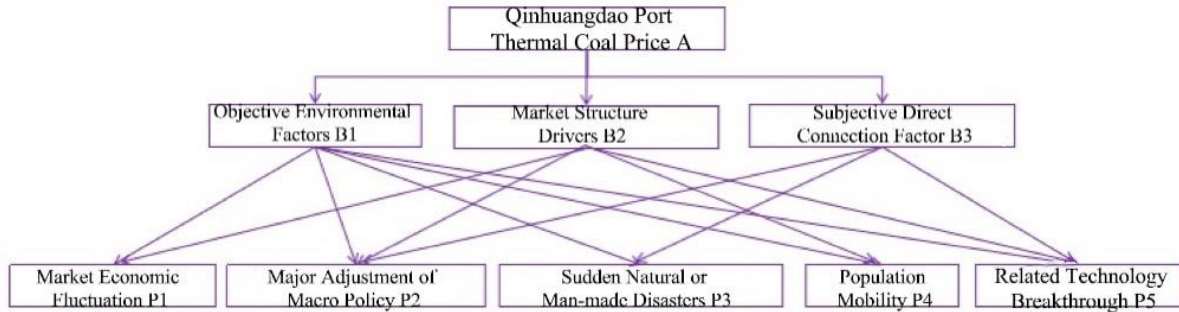 Qinhuangdao Port
Thermal Coal Price A
Objective Environmental
Factors B1
Market Structure
Drivers B2
Subjective Direct
Connection Factor B3
Market Economic
Fluctuation P1
Major Adjustment of
Macro Policy P2
Sudden Natural or
Man-made Disasters P3
Population
Mobility P4
Related Technology
Breakthrough P5